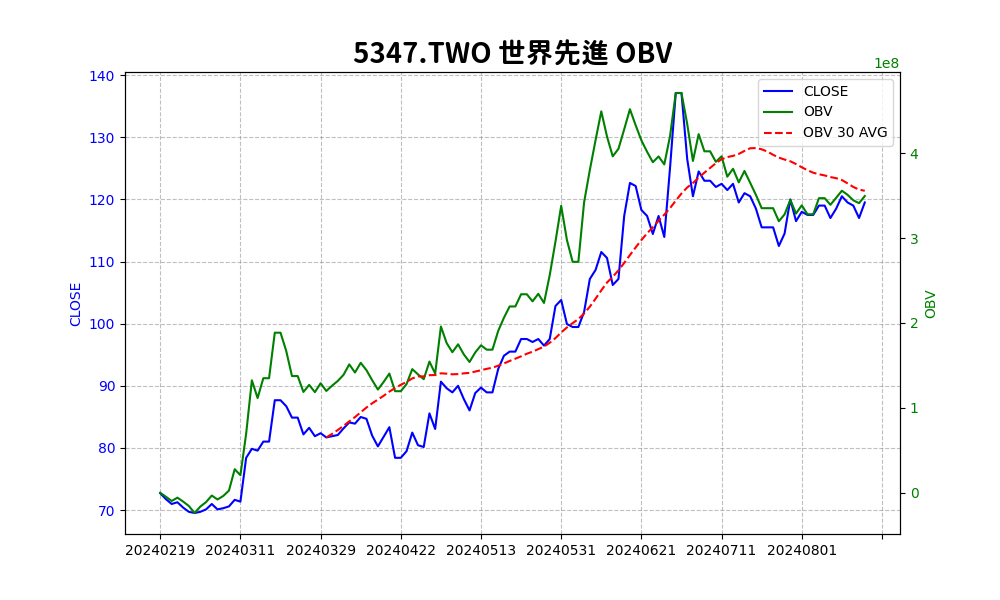 5347.TWO 世界先進 OBV
1e8
CLOSE
OBV
OBV 30 AVG
140
130
120
110
100
90
80
70
CLOSE
4
3
2
1
0
OBV
20240219 20240311 20240329 20240422 20240513 20240531 20240621 20240711 20240801